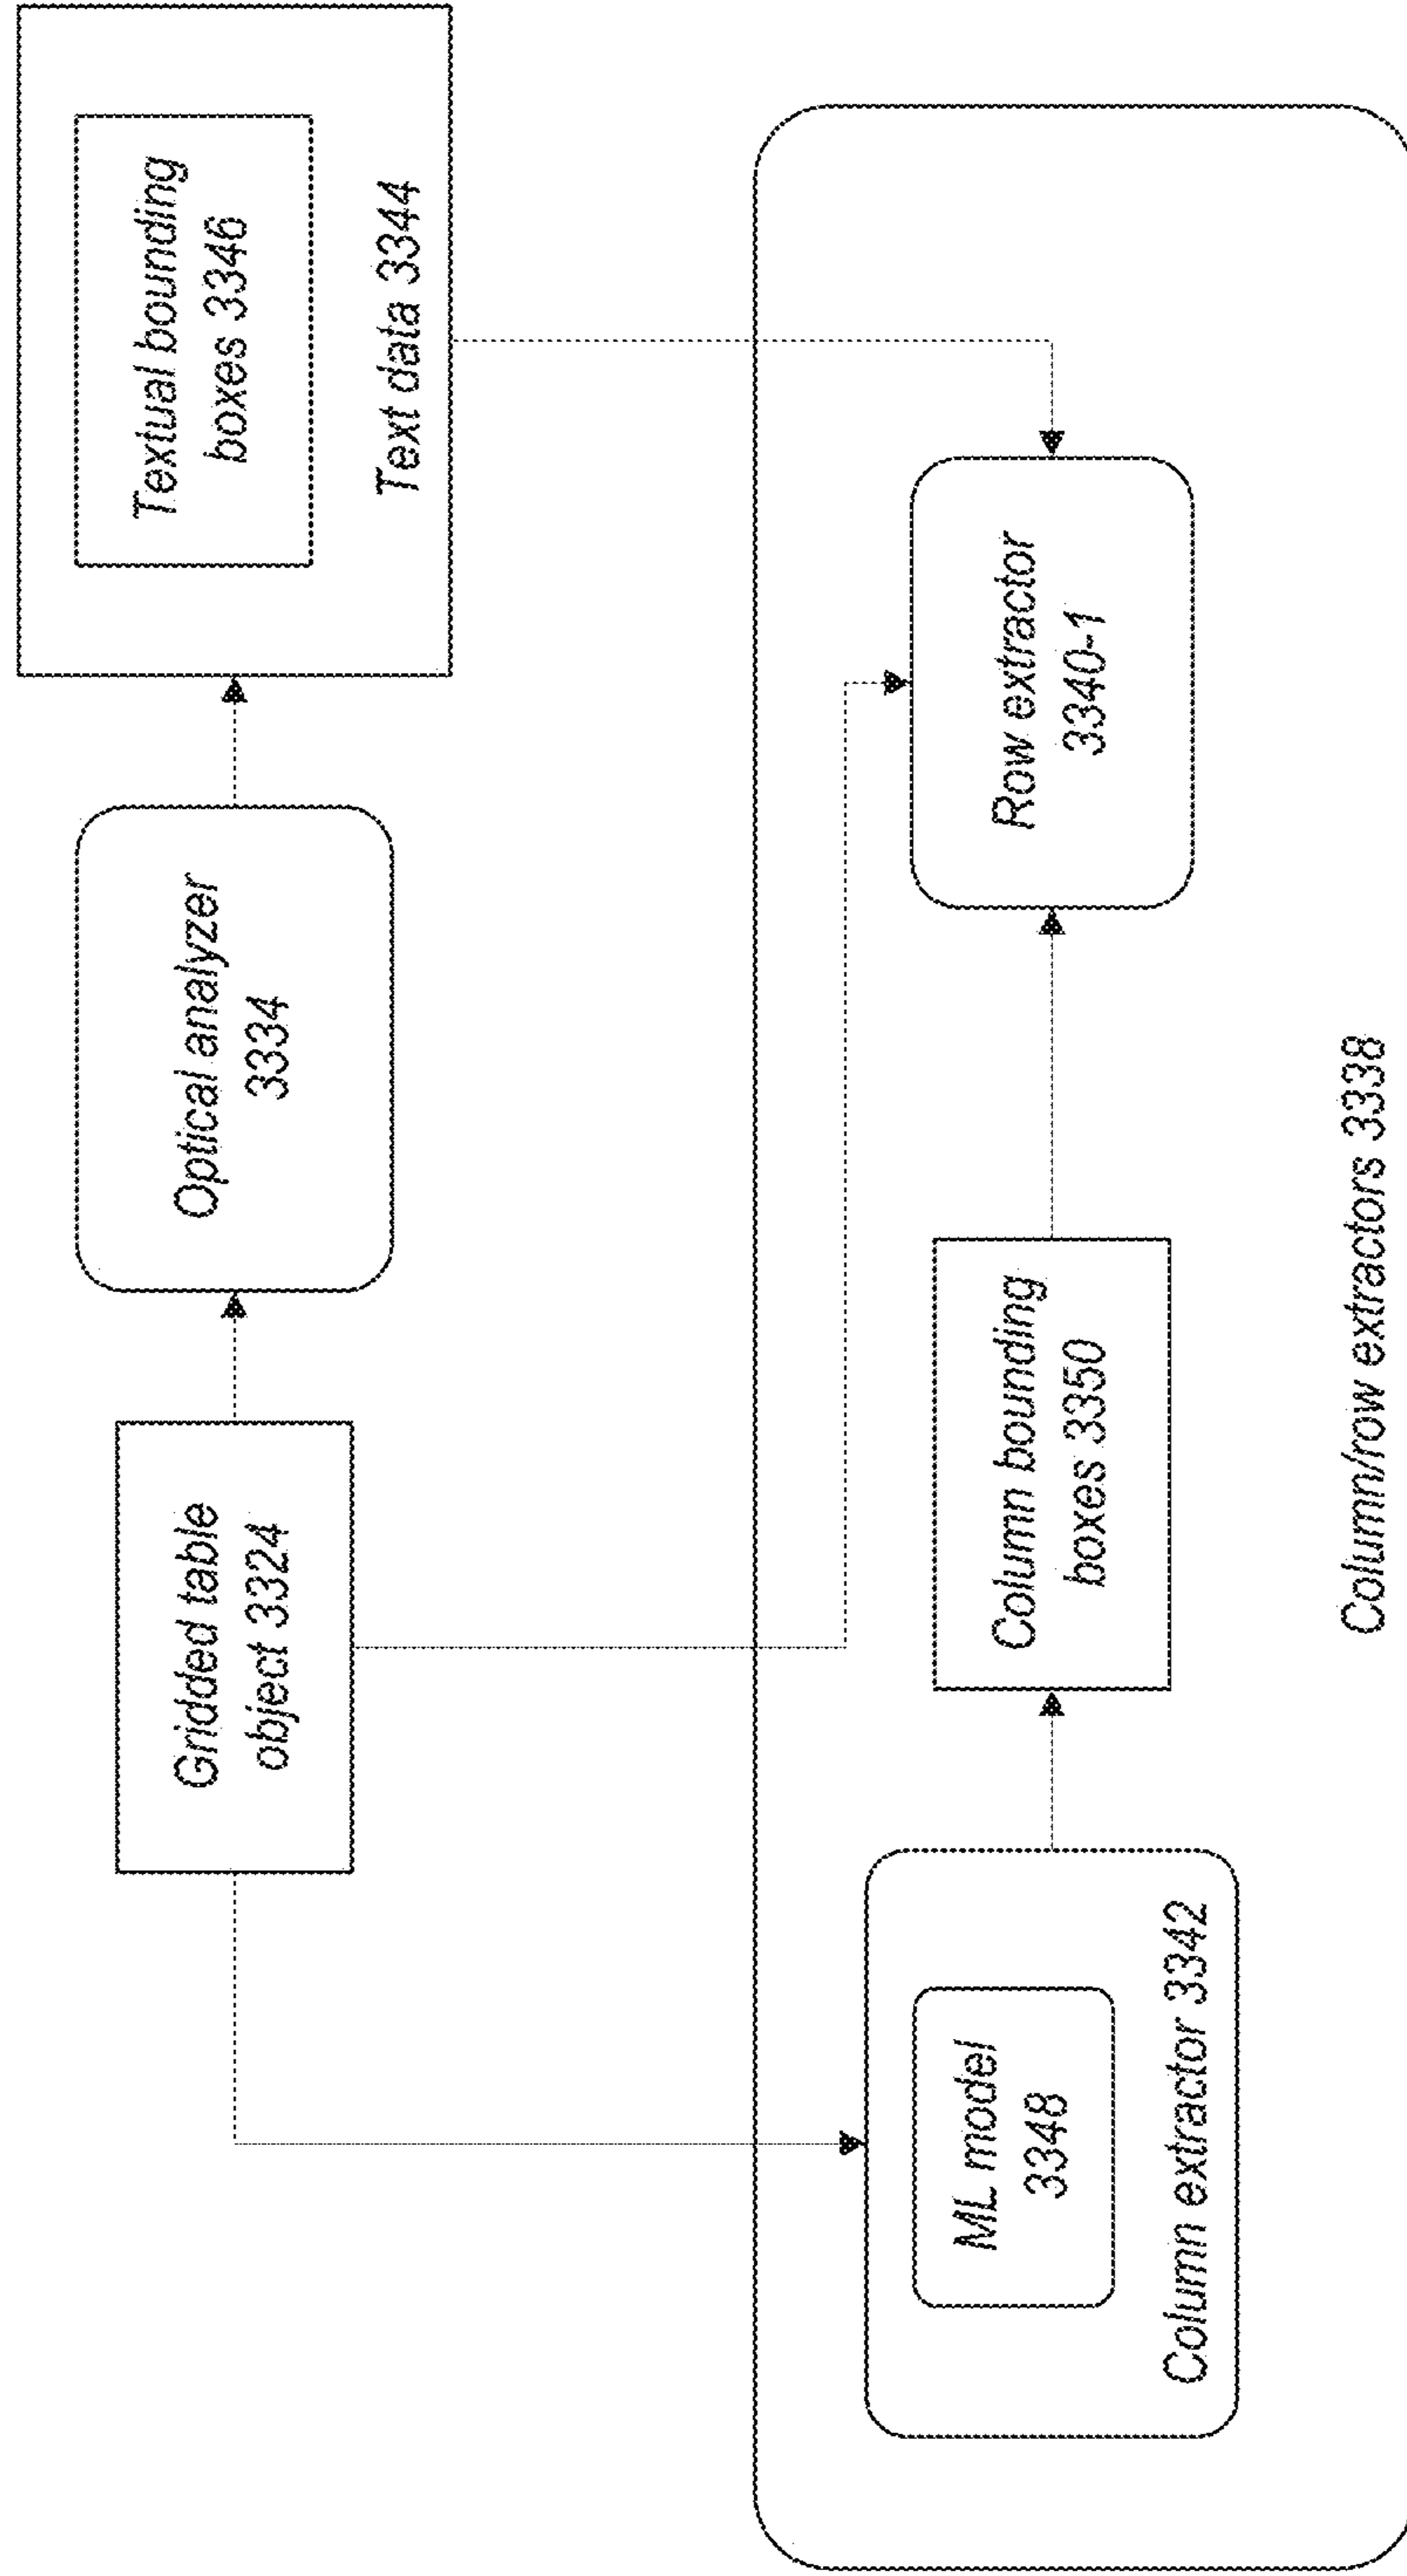 Gridded table
object 3324
Optical analyzer
3334
Textual bounding
boxes 3346
Text data 3344
ML model
3348
Column extractor 3342
Column bounding
boxes 3350
Row extractor
3340-1
Column/row extractors 3338